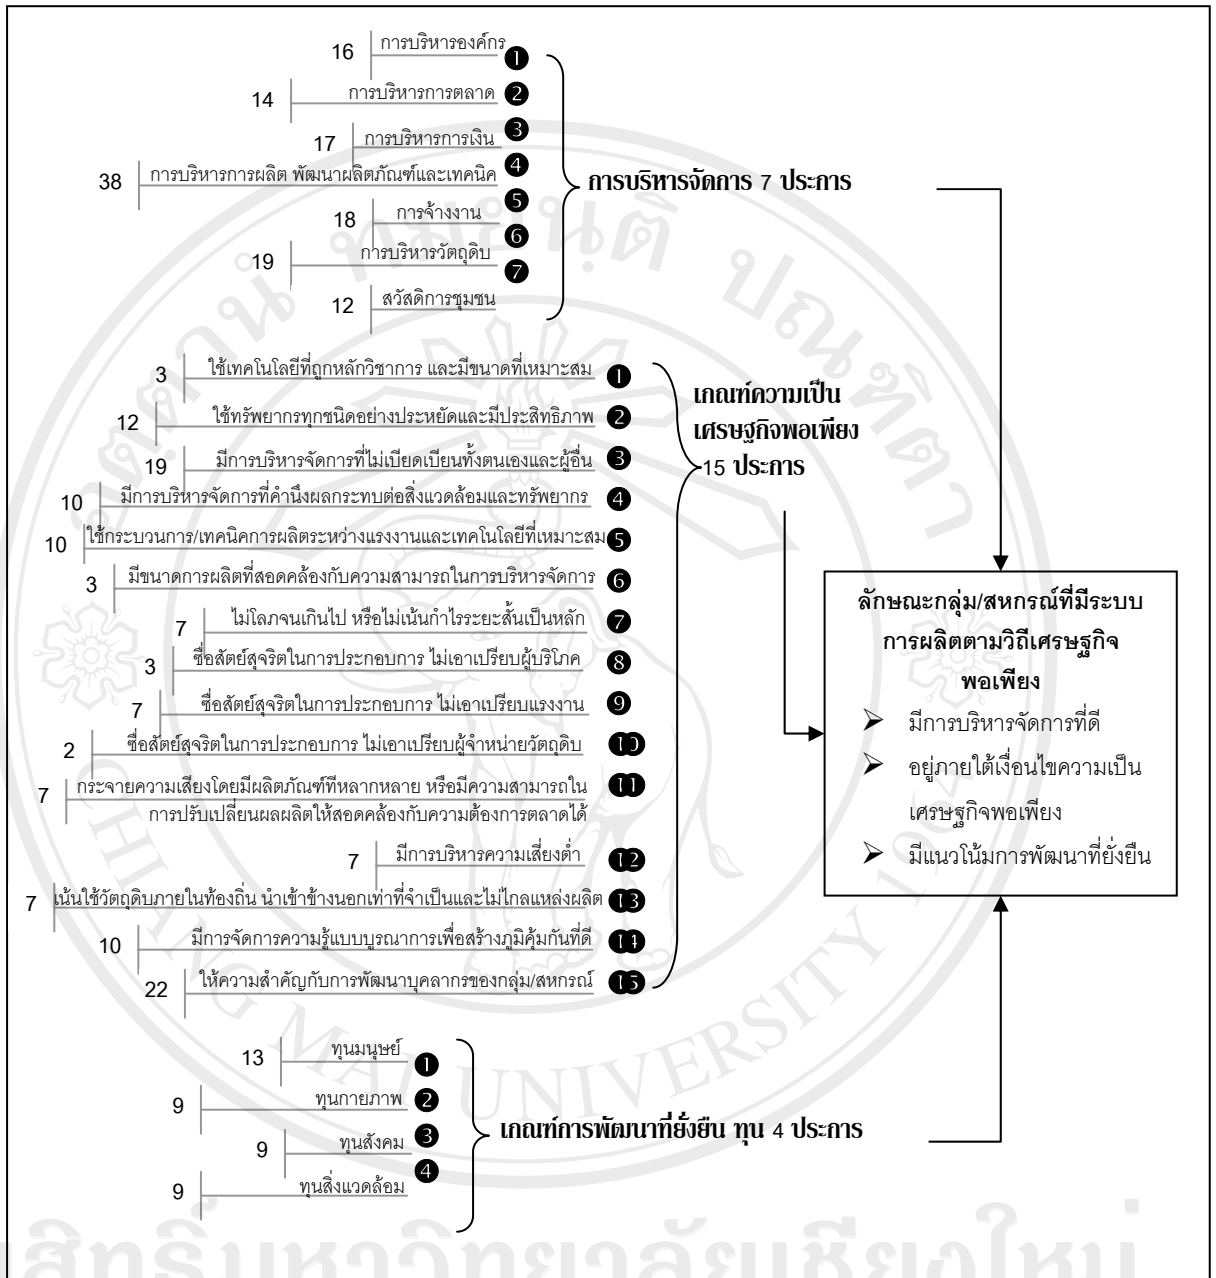 16 การบริหารองค์กร ❶
14 การบริหารการตลาด ❷
17 การบริหารการเงิน ❸
38 การบริหารการผลิต พัฒนาผลิตภัณฑ์และเทคนิค ❹
❺
18 การจ้างงาน
❻
19 การบริหารวัตถุดิบ
❼
12 สวัสดิการชุมชน
การบริหารจัดการ 7 ประการ
3 ใช้เทคโนโลยีที่ถูกหลักวิชาการ และมีขนาดที่เหมาะสม ❶
12 ใช้ทรัพยากรทุกชนิดอย่างประหยัดและมีประสิทธิภาพ ❷
19 มีการบริหารจัดการที่ไม่เบียดเบียนทั้งตนเองและผู้อื่น ❸
10 มีการบริหารจัดการที่คำนึงผลกระทบต่อสิ่งแวดล้อมและทรัพยากร ❹
10 ใช้กระบวนการ/เทคนิคการผลิตระหว่างแรงงานและเทคโนโลยีที่เหมาะสม ❺
3 มีขนาดการผลิตที่สอดคล้องกับความสามารถในการบริหารจัดการ ❻
7 ไม่โลภจนเกินไป หรือไม่เน้นกำไรระยะสั้นเป็นหลัก ❼
3 ซื่อสัตย์สุจริตในการประกอบการ ไม่เอาเปรียบผู้บริโภค ❽
7 ซื่อสัตย์สุจริตในการประกอบการ ไม่เอาเปรียบแรงงาน ❾
2 ซื่อสัตย์สุจริตในการประกอบการ ไม่เอาเปรียบผู้จำหน่ายวัตถุดิบ 10
7 กระจายความเสี่ยงโดยมีผลิตภัณฑ์ทีหลากหลาย หรือมีความสามารถใน 11
การปรับเปลี่ยนผลผลิตให้สอดคล้องกับความต้องการตลาดได้
7 มีการบริหารความเสี่ยงต่ำ 12
7 เน้นใช้วัตถุดิบภายในท้องถิ่น นำเข้าข้างนอกเท่าที่จำเป็นและไม่ไกลแหล่งผลิต 13
10 มีการจัดการความรู้แบบบูรณาการเพื่อสร้างภูมิคุ้มกันที่ดี 14
22 ให้ความสำคัญกับการพัฒนาบุคลากรของกลุ่ม/สหกรณ์ 15
เกณฑ์ความเป็น
เศรษฐกิจพอเพียง
15 ประการ
13 ทุนมนุษย์ ❶
9 ทุนกายภาพ ❷
9 ทุนสังคม ❸
❹
9 ทุนสิ่งแวดล้อม
เกณฑ์การพัฒนาที่ยั่งยืน ทุน 4 ประการ
ลักษณะกลุ่ม/สหกรณ์ที่มีระบบ
การผลิตตามวิถีเศรษฐกิจ
พอเพียง
➢ มีการบริหารจัดการที่ดี
➢ อยู่ภายใต้เงื่อนไขความเป็น
เศรษฐกิจพอเพียง
➢ มีแนวโน้มการพัฒนาที่ยั่งยืน
CHIANG MAI UNIVERSITY 1964